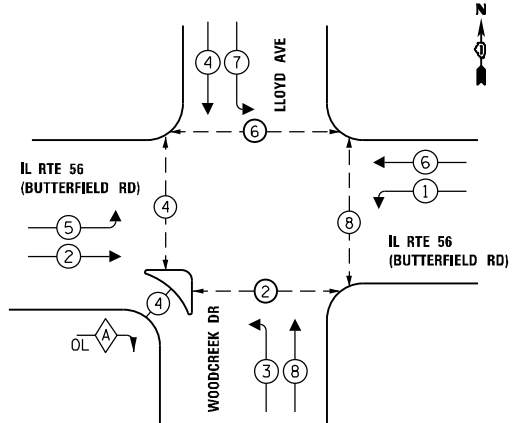 N
4
7
LLOYD AVE
6
IL RTE 56
(BUTTERFIELD RD)
6
1
5
2
4
8
IL RTE 56
(BUTTERFIELD RD)
4
2
OL
A
WOODCREEK DR
3
8